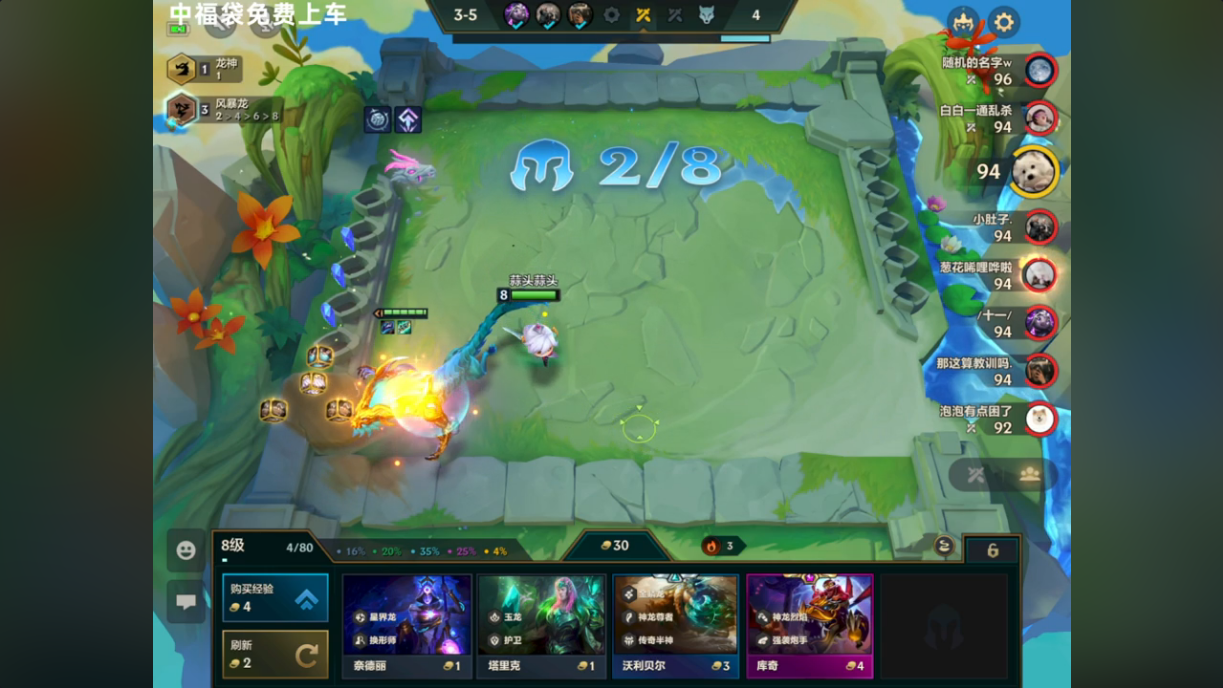 中福袋免费上车
3-5
4
1 龙神
1
3 风暴龙
2 > 4 > 6 > 8
2/8
随机的名字w
96
白白一通乱杀
94
94
小肚子.
94
葱花唏哩哗啦
94
/十一/
94
那这算教训吗.
94
泡泡有点困了
92
蒜头蒜头
8
8级
4/80
16% 20% 35% 25% 4%
30
3
6
购买经验
4
刷新
2
星界龙
换形师
奈德丽 1
玉龙
护卫
塔里克 1
神龙尊者
传奇半神
沃利贝尔 3
神龙烈焰
强袭炮手
库奇 4